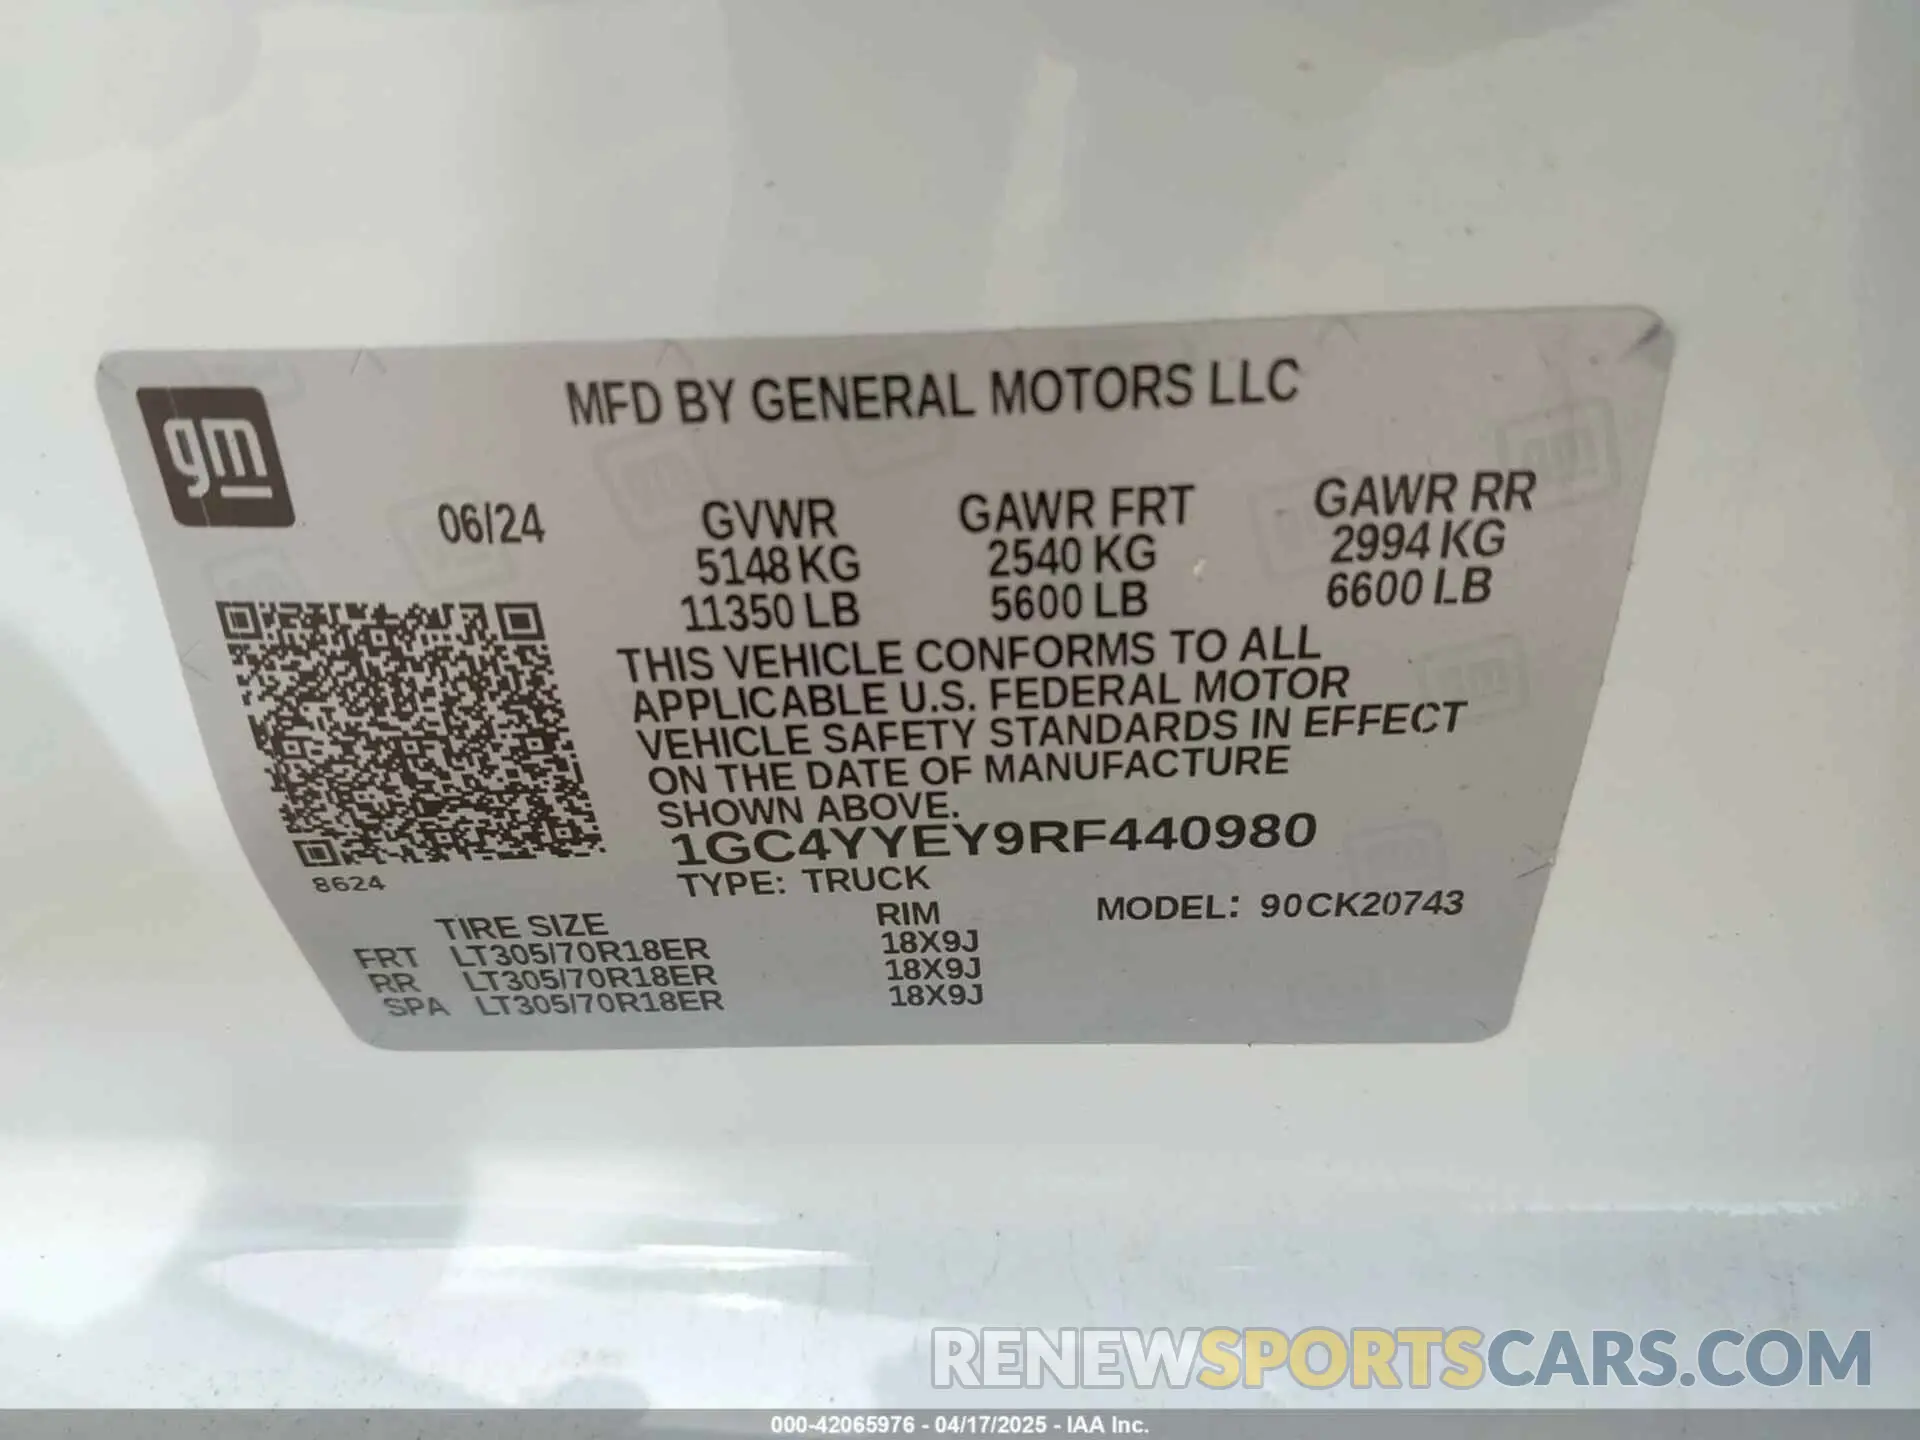 gm
MFD BY GENERAL MOTORS LLC
06/24
GVWR GAWR FRT GAWR RR
5148 KG 2540 KG 2994 KG
11350 LB 5600 LB 6600 LB
THIS VEHICLE CONFORMS TO ALL
APPLICABLE U.S. FEDERAL MOTOR
VEHICLE SAFETY STANDARDS IN EFFECT
ON THE DATE OF MANUFACTURE
SHOWN ABOVE.
1GC4YYEY9RF440980
8624
TYPE: TRUCK
TIRE SIZE RIM MODEL: 90CK20743
FRT LT305/70R18ER 18X9J
RR LT305/70R18ER 18X9J
SPA LT305/70R18ER 18X9J
RENEWSPORTSCARS.COM
000-42065976 - 04/17/2025 - IAA Inc.